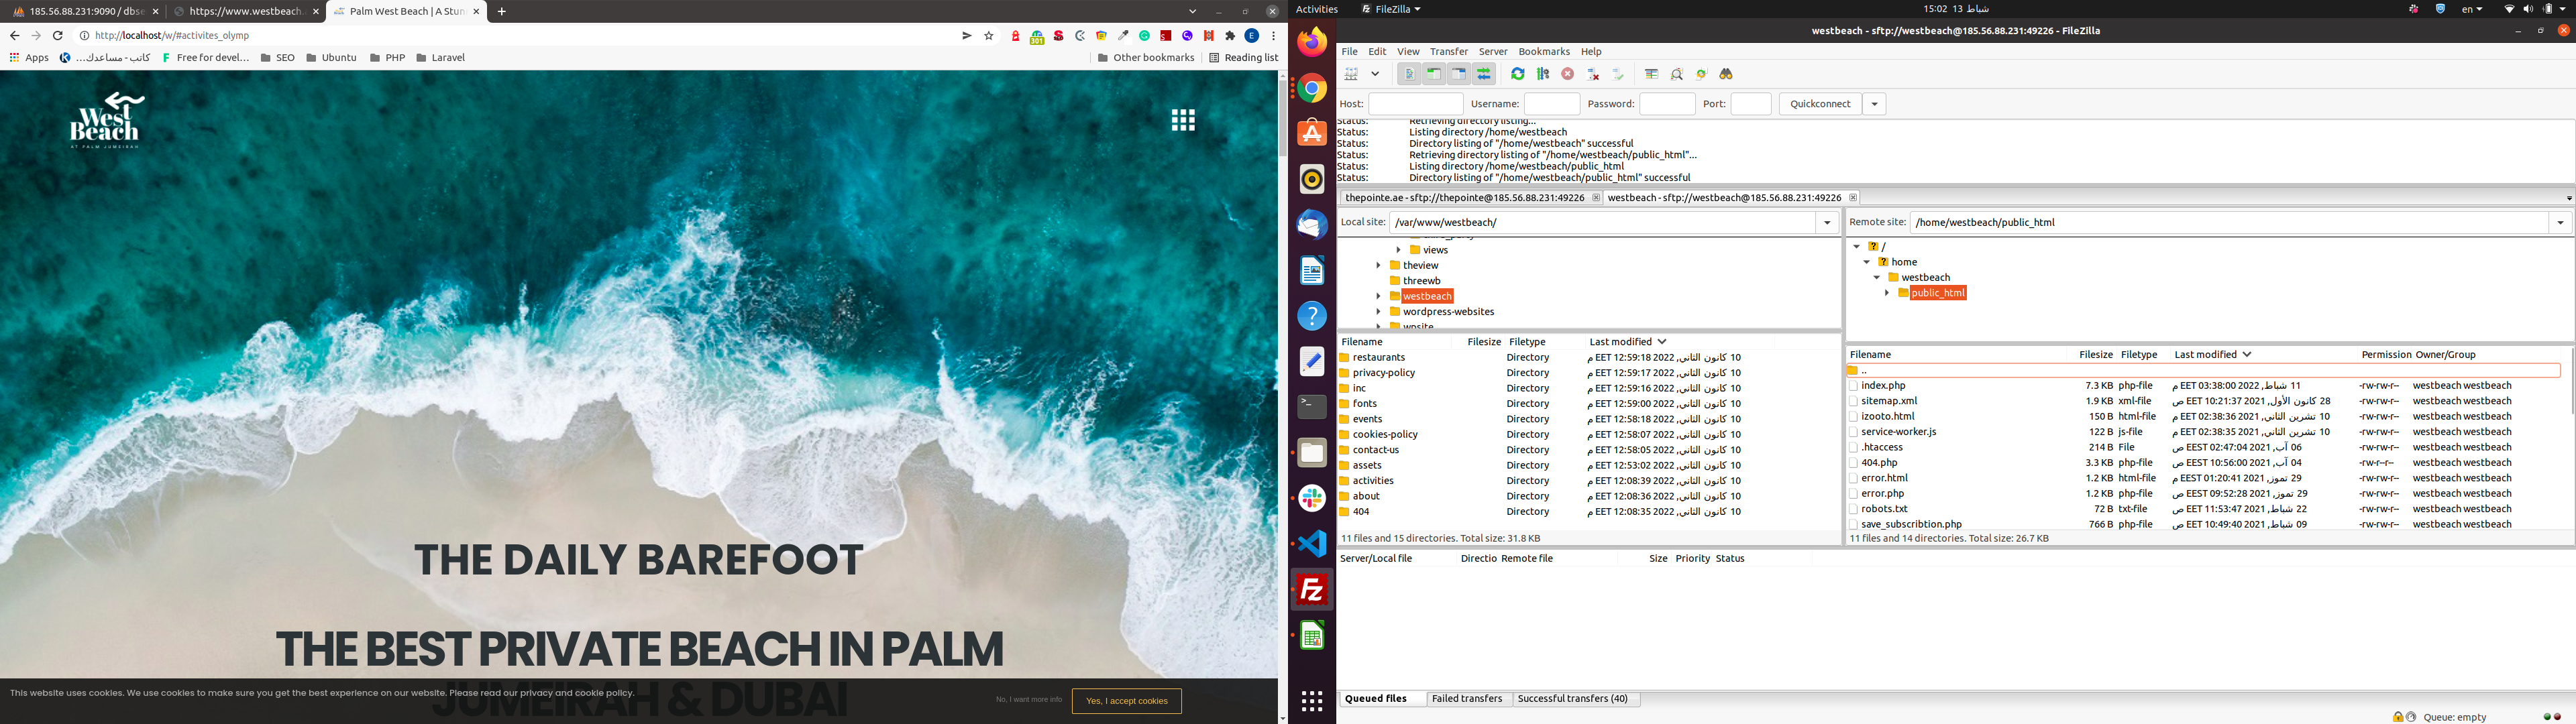 185.56.88.231:9090 / dbse
https://www.westbeach.
Palm West Beach | A Stun
http://localhost/w/#activites_olymp
301
Apps
كاتب - مساعدك...
Free for devel...
SEO
Ubuntu
PHP
Laravel
Other bookmarks
Reading list
West
Beach
AT PALM JUMEIRAH
THE DAILY BAREFOOT
THE BEST PRIVATE BEACH IN PALM
JUMEIRAH & DUBAI
This website uses cookies. We use cookies to make sure you get the best experience on our website. Please read our privacy and cookie policy.
No, I want more info
Yes, I accept cookies
Activities
FileZilla
15:02 13 شباط
en
westbeach - sftp://westbeach@185.56.88.231:49226 - FileZilla
File Edit View Transfer Server Bookmarks Help
Host: Username: Password: Port: Quickconnect
Status: Retrieving directory listing...
Status: Listing directory /home/westbeach
Status: Directory listing of "/home/westbeach" successful
Status: Retrieving directory listing of "/home/westbeach/public_html"...
Status: Listing directory /home/westbeach/public_html
Status: Directory listing of "/home/westbeach/public_html" successful
thepointe.ae - sftp://thepointe@185.56.88.231:49226
westbeach - sftp://westbeach@185.56.88.231:49226
Local site: /var/www/westbeach/
views
theview
threewb
westbeach
wordpress-websites
wpsite
Filename Filesize Filetype Last modified
restaurants Directory 10 كانون الثاني, 2022 12:59:18 EET م
privacy-policy Directory 10 كانون الثاني, 2022 12:59:17 EET م
inc Directory 10 كانون الثاني, 2022 12:59:16 EET م
fonts Directory 10 كانون الثاني, 2022 12:59:00 EET م
events Directory 10 كانون الثاني, 2022 12:58:18 EET م
cookies-policy Directory 10 كانون الثاني, 2022 12:58:07 EET م
contact-us Directory 10 كانون الثاني, 2022 12:58:05 EET م
assets Directory 10 كانون الثاني, 2022 12:53:02 EET م
activities Directory 10 كانون الثاني, 2022 12:08:39 EET م
about Directory 10 كانون الثاني, 2022 12:08:36 EET م
404 Directory 10 كانون الثاني, 2022 12:08:35 EET م
11 files and 15 directories. Total size: 31.8 KB
Remote site: /home/westbeach/public_html
/
home
westbeach
public_html
Filename Filesize Filetype Last modified Permission Owner/Group
..
index.php 7.3 KB php-file 11 شباط, 2022 03:38:00 EET م -rw-rw-r-- westbeach westbeach
sitemap.xml 1.9 KB xml-file 28 كانون الأول, 2021 10:21:37 EET ص -rw-rw-r-- westbeach westbeach
izooto.html 150 B html-file 10 تشرين الثاني, 2021 02:38:36 EET م -rw-rw-r-- westbeach westbeach
service-worker.js 122 B js-file 10 تشرين الثاني, 2021 02:38:35 EET م -rw-rw-r-- westbeach westbeach
.htaccess 214 B File 06 آب, 2021 02:47:04 EEST ص -rw-rw-r-- westbeach westbeach
404.php 3.3 KB php-file 04 آب, 2021 10:56:00 EEST ص -rw-r--r-- westbeach westbeach
error.html 1.2 KB html-file 29 تموز, 2021 01:20:41 EEST م -rw-rw-r-- westbeach westbeach
error.php 1.2 KB php-file 29 تموز, 2021 09:52:28 EEST ص -rw-rw-r-- westbeach westbeach
robots.txt 72 B txt-file 22 شباط, 2021 11:53:47 EET ص -rw-rw-r-- westbeach westbeach
save_subscribtion.php 766 B php-file 09 شباط, 2021 10:49:40 EET ص -rw-rw-r-- westbeach westbeach
11 files and 14 directories. Total size: 26.7 KB
Server/Local file Directio Remote file Size Priority Status
Queued files Failed transfers Successful transfers (40)
Queue: empty